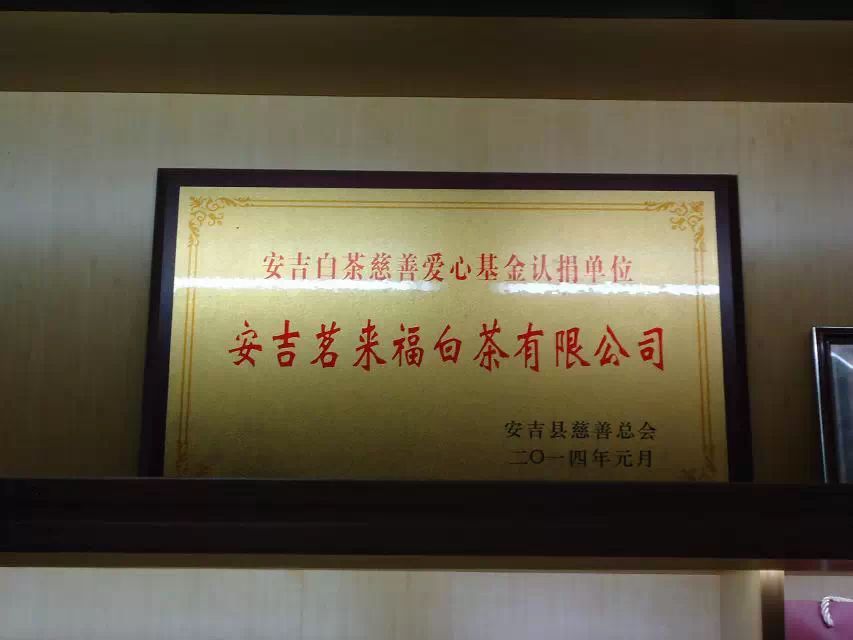 安吉白茶慈善爱心基金认捐单位
安吉茗来福白茶有限公司
安吉县慈善总会
二〇一四年元月